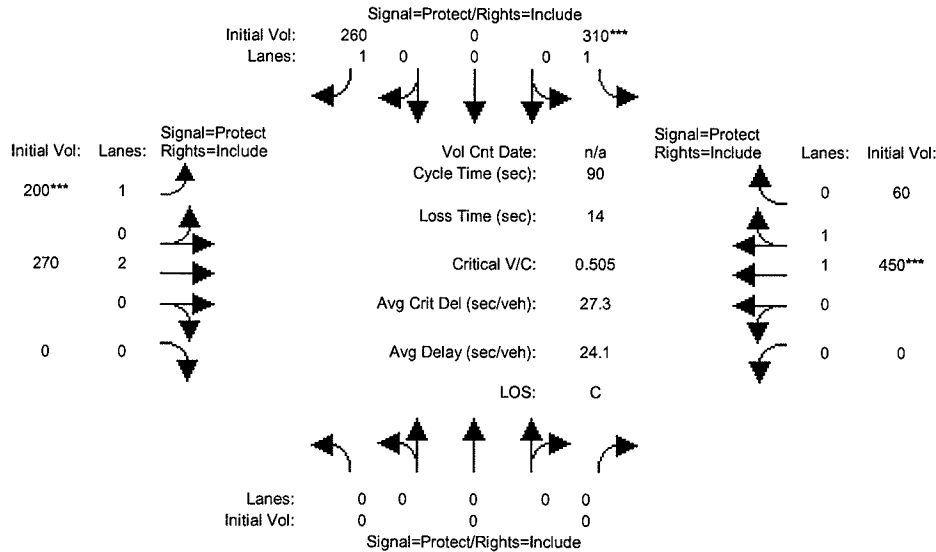 Signal=Protect/Rights=Include
Initial Vol: 260 0 310***
Lanes: 1 0 0 0 1
Signal=Protect
Initial Vol: Lanes: Rights=Include
200*** 1
0
270 2
0
0 0
Vol Cnt Date: n/a
Cycle Time (sec): 90
Loss Time (sec): 14
Critical V/C: 0.505
Avg Crit Del (sec/veh): 27.3
Avg Delay (sec/veh): 24.1
LOS: C
Signal=Protect
Rights=Include Lanes: Initial Vol:
0 60
1
1 450***
0
0 0
Lanes: 0 0 0 0 0
Initial Vol: 0 0 0
Signal=Protect/Rights=Include